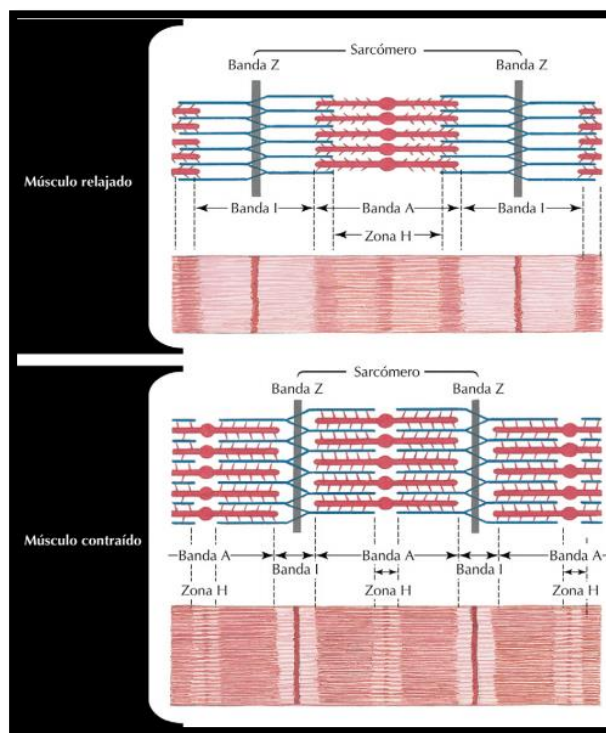 Sarcómero
Banda Z Banda Z
Músculo relajado
Banda I Banda A Banda I
Zona H
Sarcómero
Banda Z Banda Z
Músculo contraído
Banda A Banda A Banda A
Banda I Banda I
Zona H Zona H Zona H